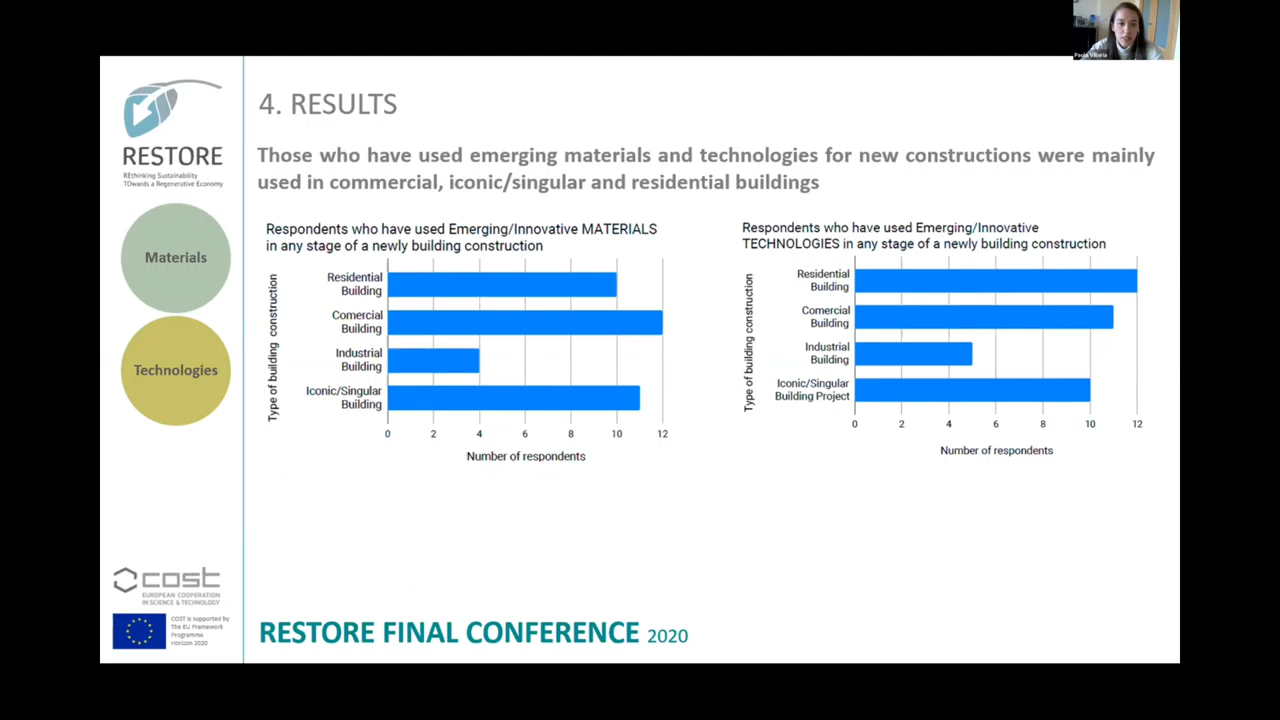 Paola Villoria
RESTORE
REthinking Sustainability
TOwards a Regenerative Economy
Materials
Technologies
4. RESULTS
Those who have used emerging materials and technologies for new constructions were mainly
used in commercial, iconic/singular and residential buildings
Respondents who have used Emerging/Innovative MATERIALS
in any stage of a newly building construction
Type of building construction
Residential
Building
Comercial
Building
Industrial
Building
Iconic/Singular
Building
0 2 4 6 8 10 12
Number of respondents
Respondents who have used Emerging/Innovative
TECHNOLOGIES in any stage of a newly building construction
Type of building construction
Residential
Building
Comercial
Building
Industrial
Building
Iconic/Singular
Building Project
0 2 4 6 8 10 12
Number of respondents
cost
EUROPEAN COOPERATION
IN SCIENCE & TECHNOLOGY
COST is supported by
The EU Framework
Programme
Horizon 2020
RESTORE FINAL CONFERENCE 2020